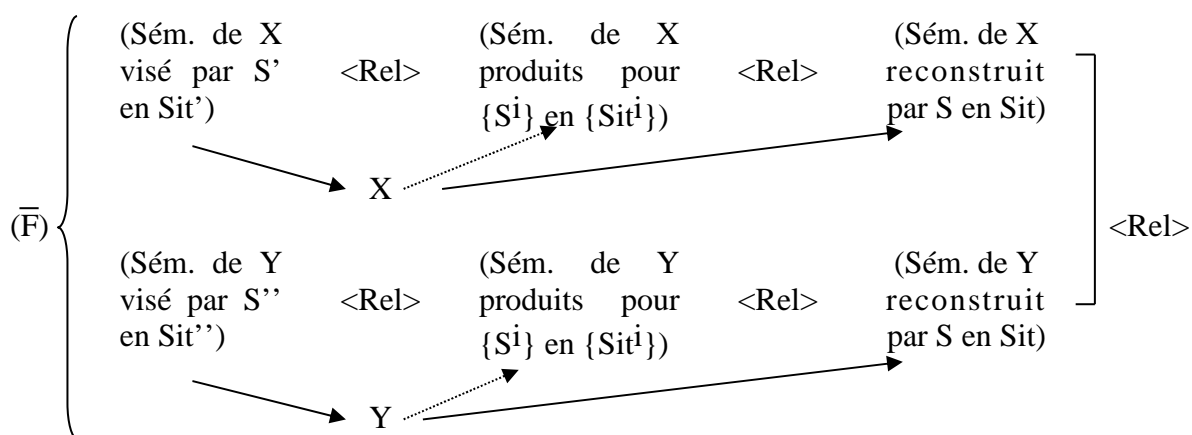 (Sém. de X visé par S' en Sit') <Rel> (Sém. de X produits pour {Sⁱ} en {Sitⁱ}) <Rel> (Sém. de X reconstruit par S en Sit)
X
(F̅) <Rel>
(Sém. de Y visé par S'' en Sit'') <Rel> (Sém. de Y produits pour {Sⁱ} en {Sitⁱ}) <Rel> (Sém. de Y reconstruit par S en Sit)
Y